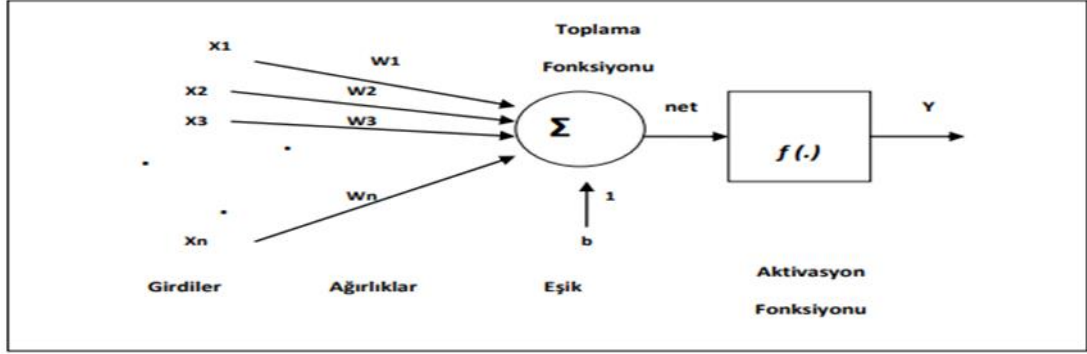 Toplama
Fonksiyonu
X1
X2
X3
Xn
W1
W2
W3
Wn
Σ
net
f (.)
Y
1
b
Girdiler
Ağırlıklar
Eşik
Aktivasyon
Fonksiyonu